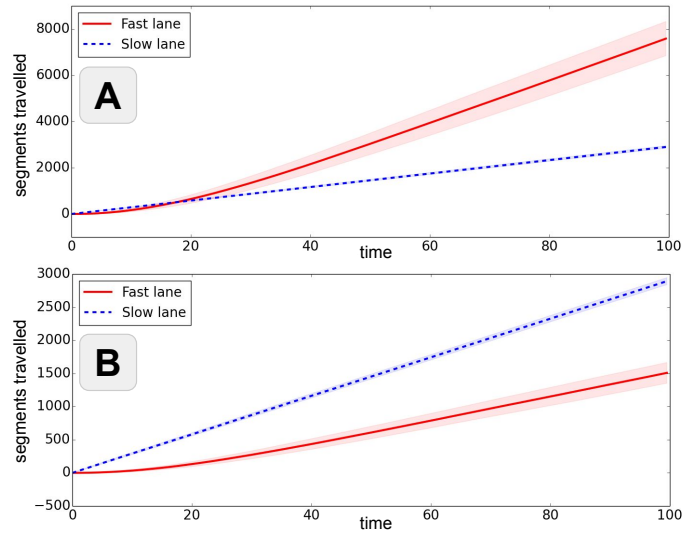 8000
6000
4000
2000
0
segments travelled
Fast lane
Slow lane
A
0 20 40 60 80 100
time
3000
2500
2000
1500
1000
500
0
−500
segments travelled
Fast lane
Slow lane
B
0 20 40 60 80 100
time